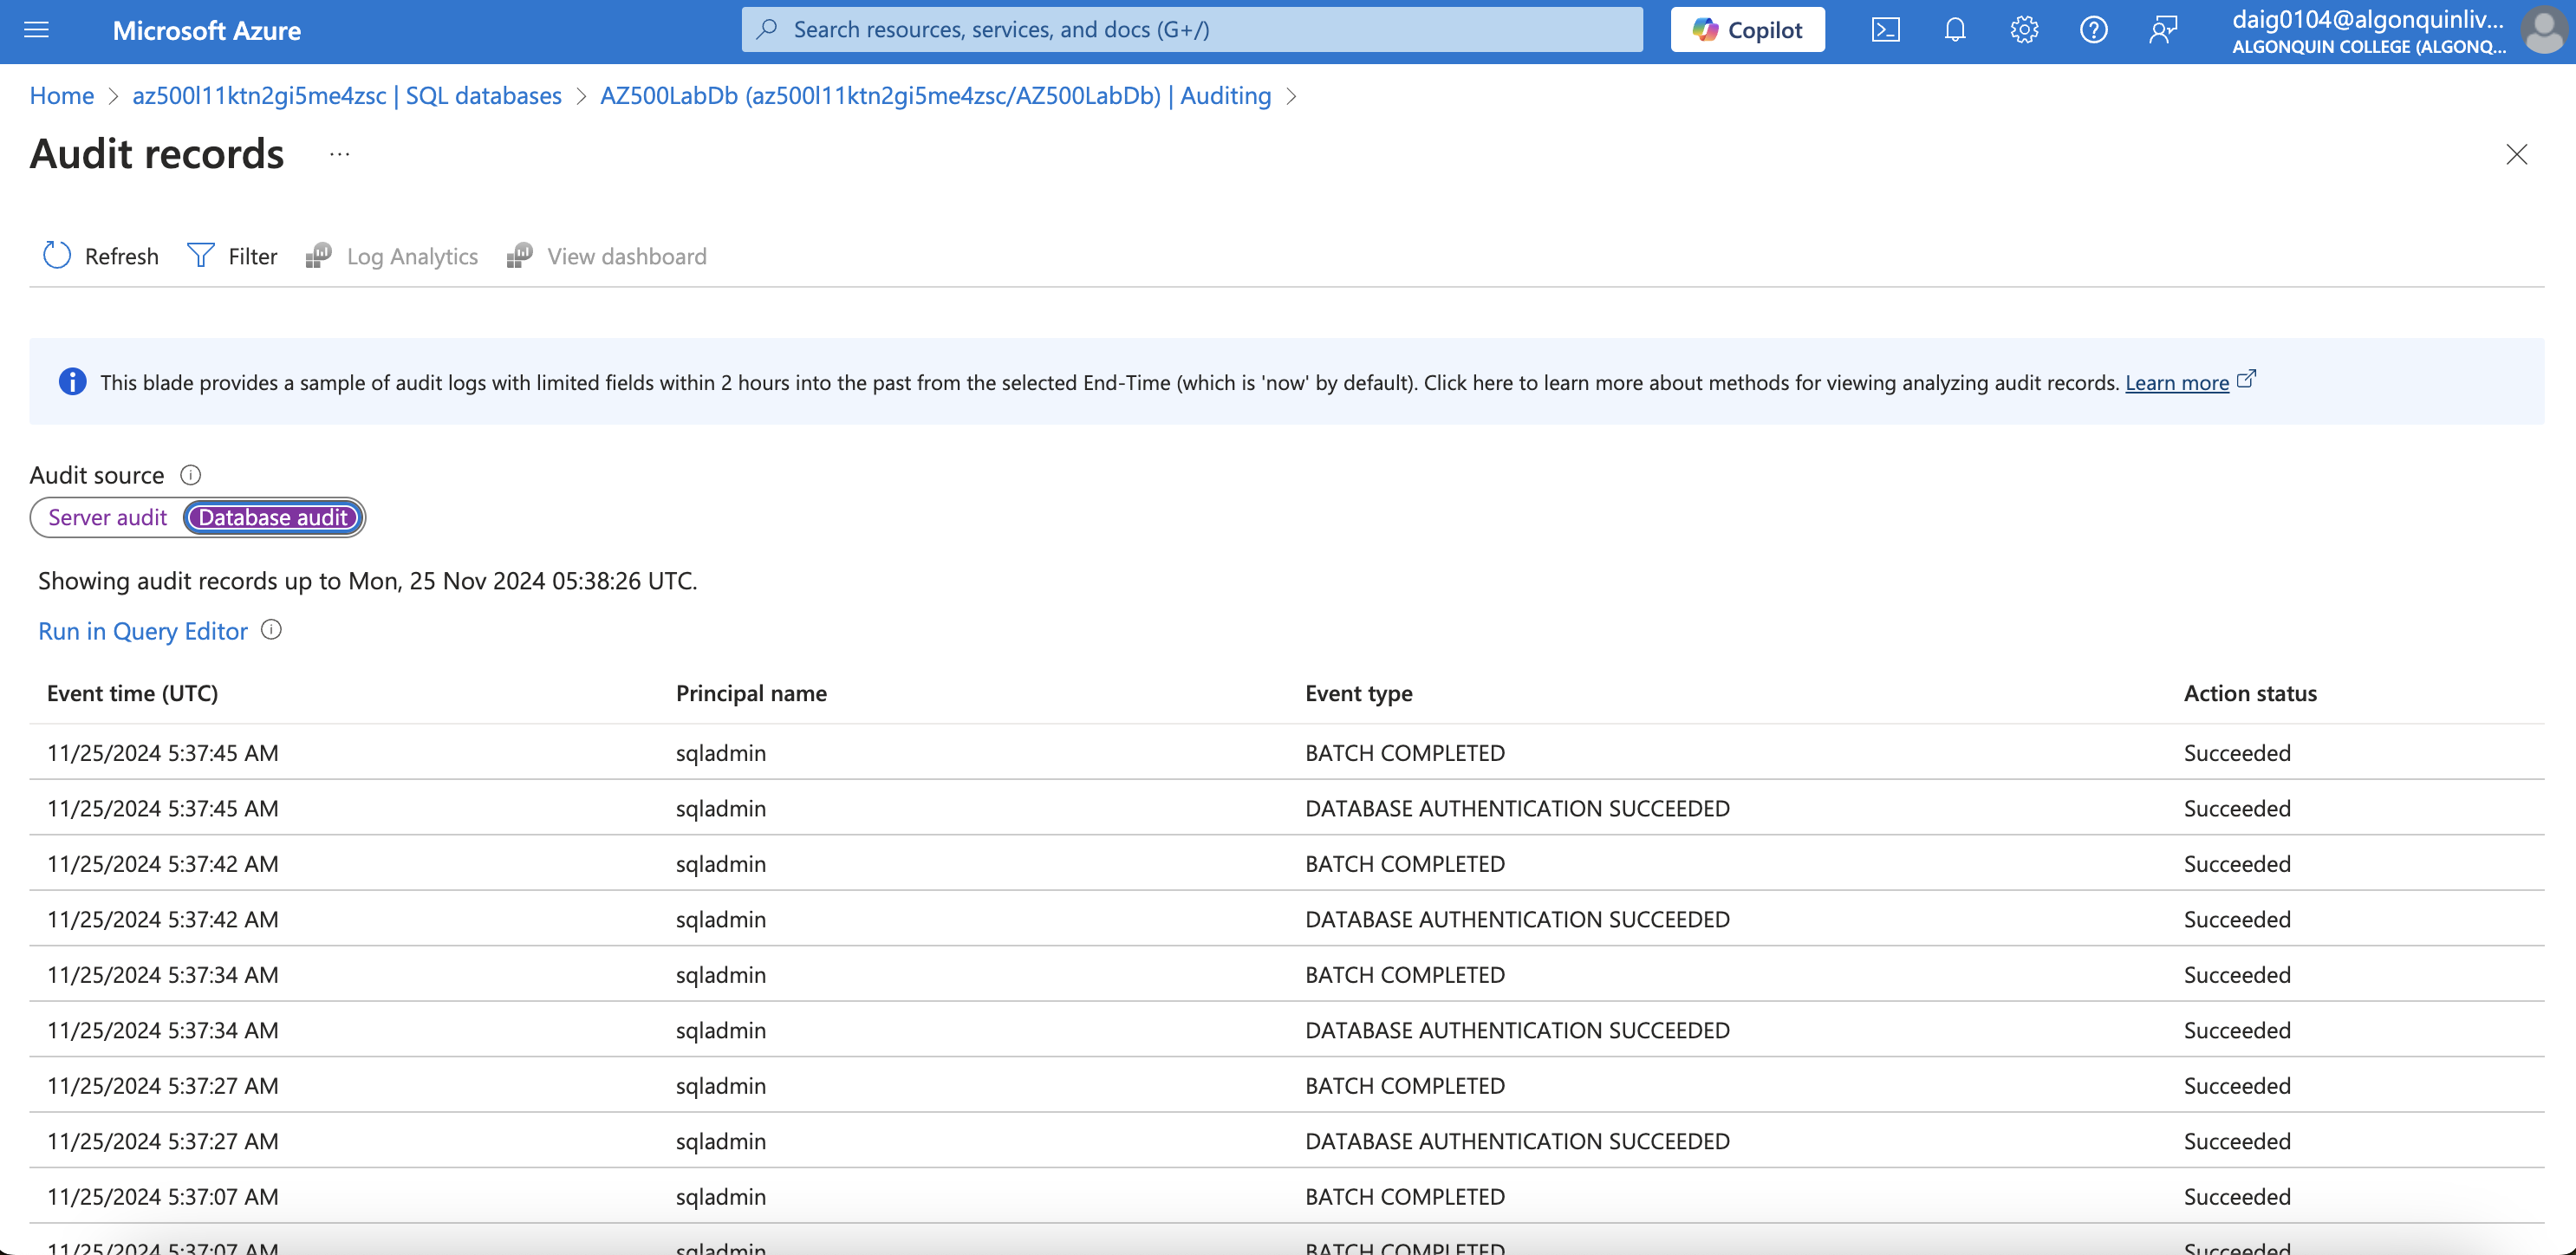 Microsoft Azure
Search resources, services, and docs (G+/)
Copilot
daig0104@algonquinliv...
ALGONQUIN COLLEGE (ALGONQ...
Home > az500l11ktn2gi5me4zsc | SQL databases > AZ500LabDb (az500l11ktn2gi5me4zsc/AZ500LabDb) | Auditing >
Audit records ...
Refresh Filter Log Analytics View dashboard
This blade provides a sample of audit logs with limited fields within 2 hours into the past from the selected End-Time (which is 'now' by default). Click here to learn more about methods for viewing analyzing audit records. Learn more
Audit source
Server audit Database audit
Showing audit records up to Mon, 25 Nov 2024 05:38:26 UTC.
Run in Query Editor
Event time (UTC) Principal name Event type Action status
11/25/2024 5:37:45 AM sqladmin BATCH COMPLETED Succeeded
11/25/2024 5:37:45 AM sqladmin DATABASE AUTHENTICATION SUCCEEDED Succeeded
11/25/2024 5:37:42 AM sqladmin BATCH COMPLETED Succeeded
11/25/2024 5:37:42 AM sqladmin DATABASE AUTHENTICATION SUCCEEDED Succeeded
11/25/2024 5:37:34 AM sqladmin BATCH COMPLETED Succeeded
11/25/2024 5:37:34 AM sqladmin DATABASE AUTHENTICATION SUCCEEDED Succeeded
11/25/2024 5:37:27 AM sqladmin BATCH COMPLETED Succeeded
11/25/2024 5:37:27 AM sqladmin DATABASE AUTHENTICATION SUCCEEDED Succeeded
11/25/2024 5:37:07 AM sqladmin BATCH COMPLETED Succeeded
11/25/2024 5:37:07 AM sqladmin BATCH COMPLETED Succeeded